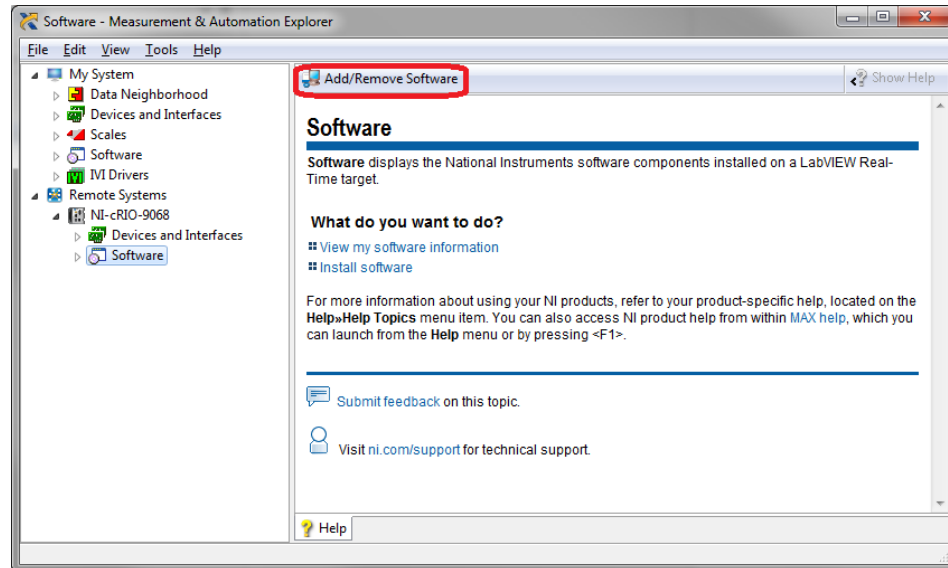 Software - Measurement & Automation Explorer
File Edit View Tools Help
My System
Data Neighborhood
Devices and Interfaces
Scales
Software
IVI Drivers
Remote Systems
NI-cRIO-9068
Devices and Interfaces
Software
Add/Remove Software
Show Help
Software
Software displays the National Instruments software components installed on a LabVIEW Real-
Time target.
What do you want to do?
View my software information
Install software
For more information about using your NI products, refer to your product-specific help, located on the
Help»Help Topics menu item. You can also access NI product help from within MAX help, which you
can launch from the Help menu or by pressing <F1>.
Submit feedback on this topic.
Visit ni.com/support for technical support.
Help